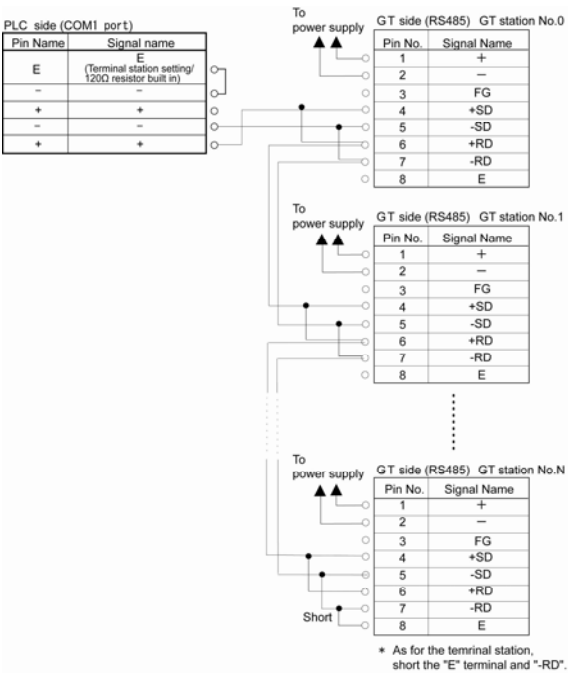 PLC side (COM1 port)
Pin Name Signal name
E E
(Terminal station setting/
120Ω resistor built in)
− −
+ +
− −
+ +
To
power supply
GT side (RS485) GT station No.0
Pin No. Signal Name
1 +
2 −
3 FG
4 +SD
5 -SD
6 +RD
7 -RD
8 E
To
power supply
GT side (RS485) GT station No.1
Pin No. Signal Name
1 +
2 −
3 FG
4 +SD
5 -SD
6 +RD
7 -RD
8 E
To
power supply
GT side (RS485) GT station No.N
Pin No. Signal Name
1 +
2 −
3 FG
4 +SD
5 -SD
6 +RD
7 -RD
8 E
Short
* As for the temrinal station,
short the "E" terminal and "-RD".